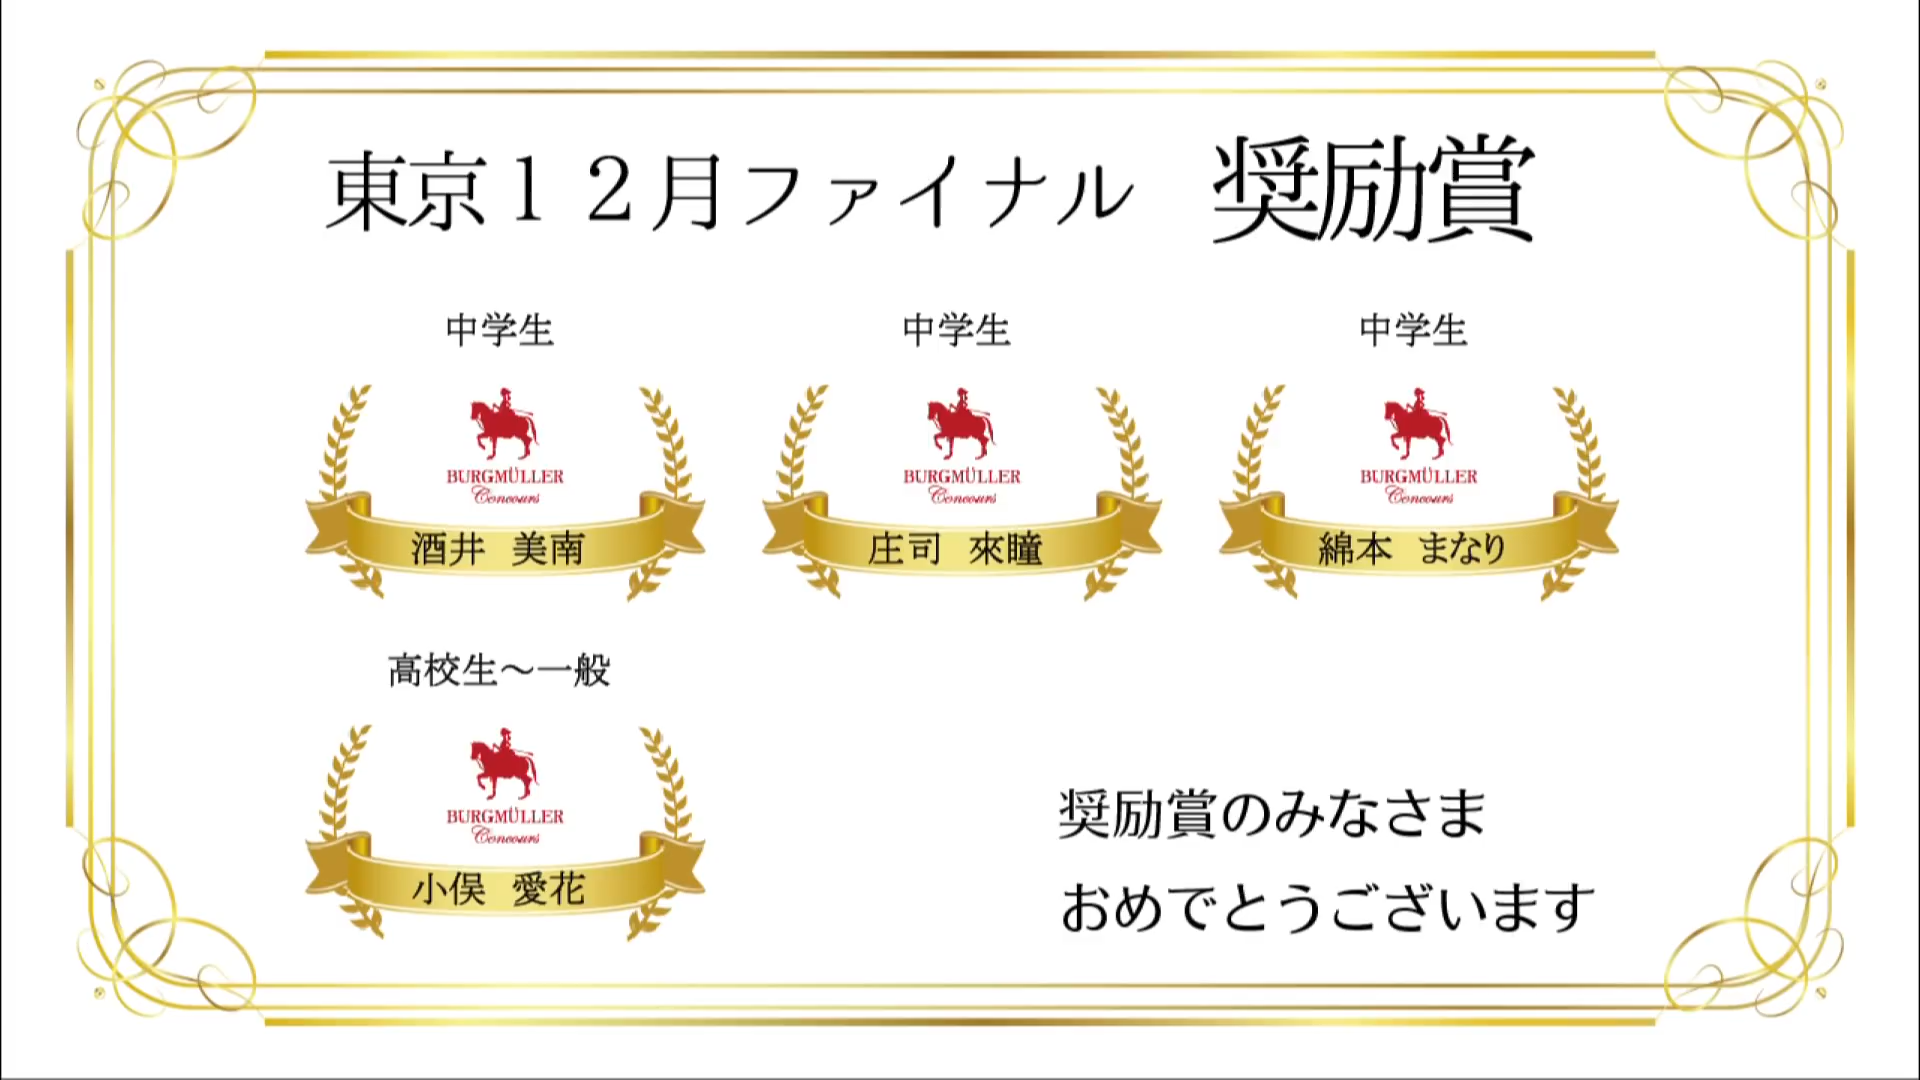 東京１２月ファイナル　奨励賞
中学生
BURGMÜLLER
Concours
酒井　美南
中学生
BURGMÜLLER
Concours
庄司　來瞳
中学生
BURGMÜLLER
Concours
綿本　まなり
高校生～一般
BURGMÜLLER
Concours
小俣　愛花
奨励賞のみなさま
おめでとうございます